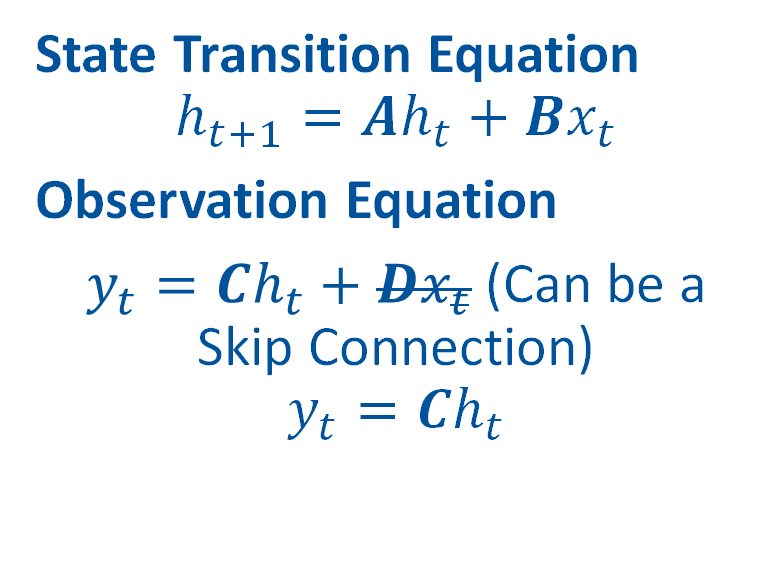 State Transition Equation
h_{t+1} = Ah_t + Bx_t
Observation Equation
y_t = Ch_t + ~~Dx_t~~ (Can be a
Skip Connection)
y_t = Ch_t